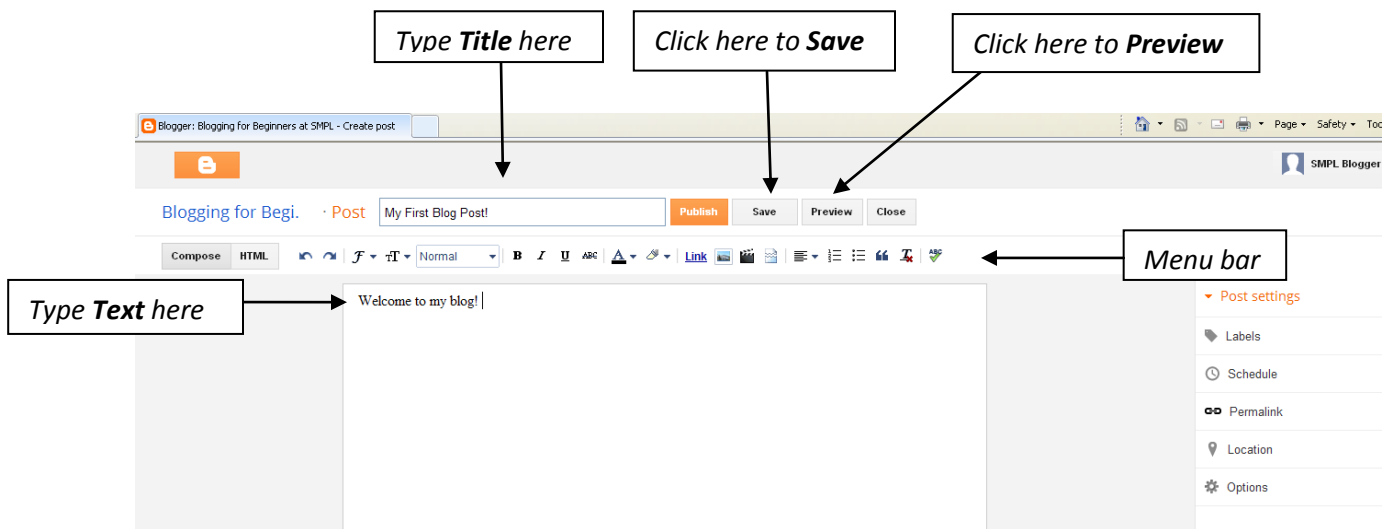 Type Title here
Click here to Save
Click here to Preview
Blogger: Blogging for Beginners at SMPL - Create post
Page
Safety
SMPL Blogger
Blogging for Begi. · Post
My First Blog Post!
Publish
Save
Preview
Close
Compose
HTML
Normal
B
I
U
ABC
A
Link
ABC
Menu bar
Type Text here
Welcome to my blog!
Post settings
Labels
Schedule
Permalink
Location
Options